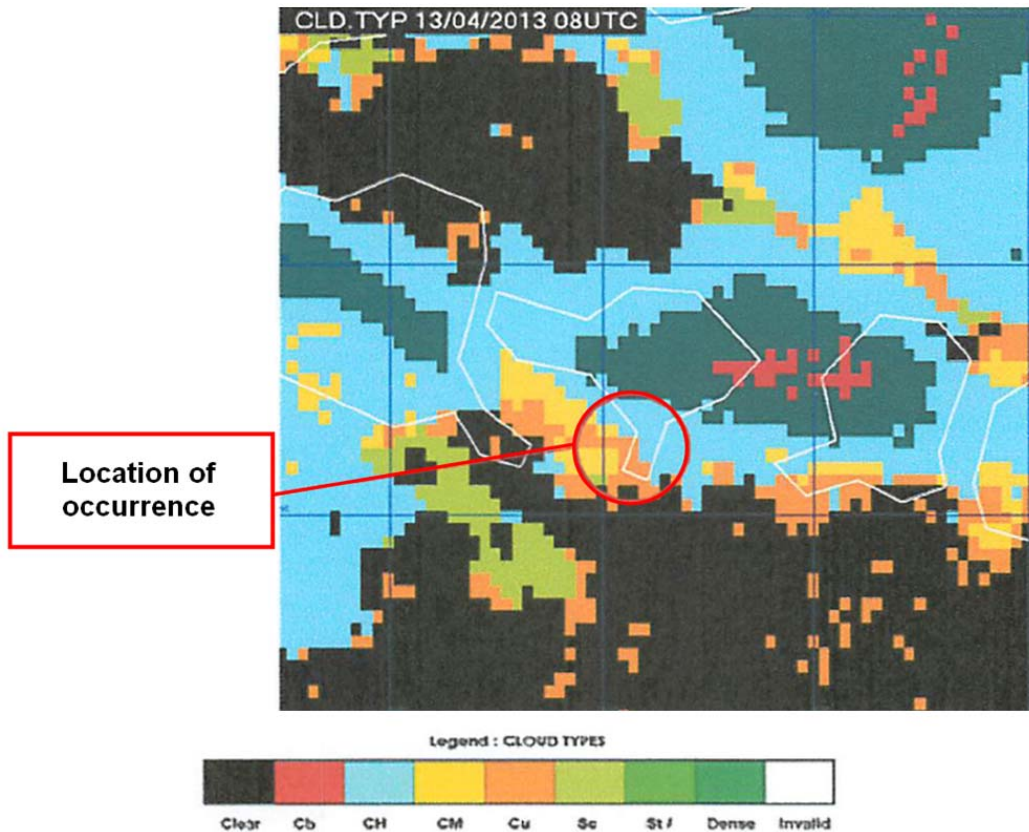 CLD.TYP 13/04/2013 08UTC
Location of
occurrence
Legend : CLOUD TYPES
Clear Cb CH CM Cu Sc St / Dense Invalid